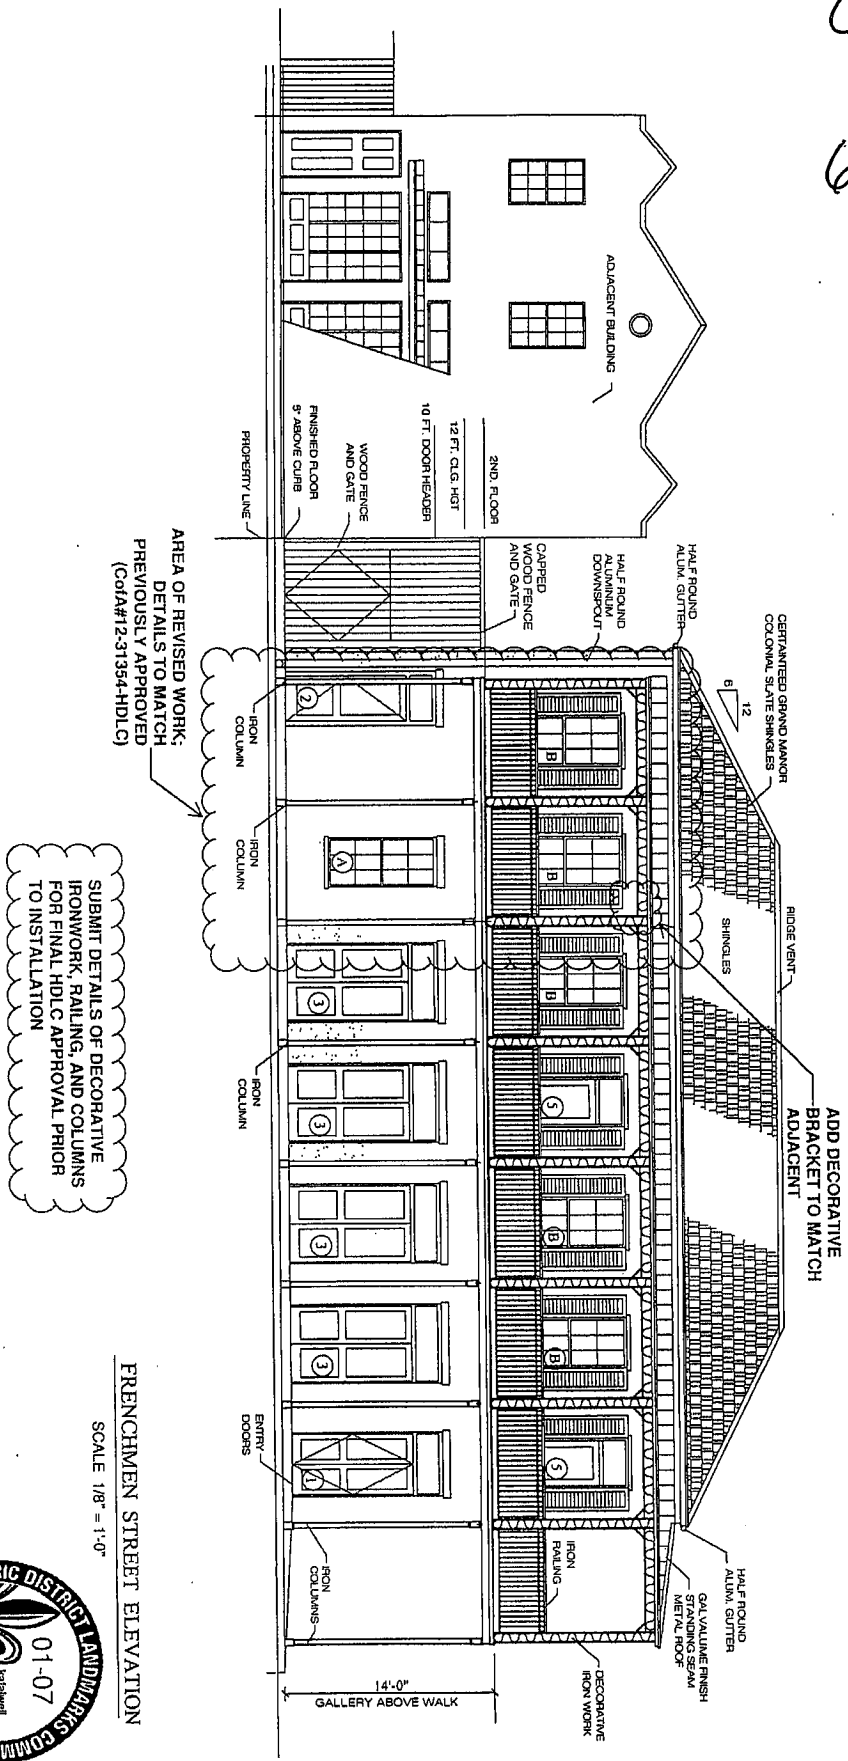 CERTAINTEED GRAND MANOR
COLONIAL SLATE SHINGLES
RIDGE VENT
SHINGLES
ADD DECORATIVE
BRACKET TO MATCH
ADJACENT
12
6
HALF ROUND
ALUM. GUTTER
HALF ROUND
ALUM. GUTTER
GALVALUME FINISH
STANDING SEAM
METAL ROOF
HALF ROUND
ALUMINUM
DOWNSPOUT
DECORATIVE
IRON WORK
ADJACENT BUILDING
2ND. FLOOR
12 FT. CLG. HGT
10 FT. DOOR HEADER
CAPPED
WOOD FENCE
AND GATE
B
B
B
5
B
B
5
IRON
RAILING
WOOD FENCE
AND GATE
FINISHED FLOOR
5" ABOVE CURB
PROPERTY LINE
2
A
3
3
3
3
1
IRON
COLUMN
IRON
COLUMN
IRON
COLUMN
ENTRY
DOORS
IRON
COLUMNS
14'-0"
GALLERY ABOVE WALK
AREA OF REVISED WORK;
DETAILS TO MATCH
PREVIOUSLY APPROVED
(CofA#12-31354-HDLC)
SUBMIT DETAILS OF DECORATIVE
IRONWORK, RAILING, AND COLUMNS
FOR FINAL HDLC APPROVAL PRIOR
TO INSTALLATION
FRENCHMEN STREET ELEVATION
SCALE 1/8" = 1'-0"
DISTRICT LANDMARKS
01-07